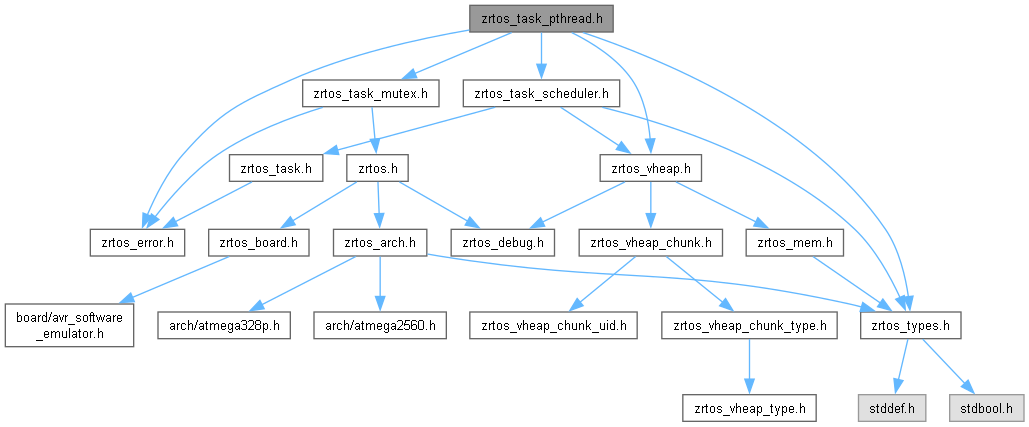 zrtos_task_pthread.h
zrtos_task_mutex.h
zrtos_task_scheduler.h
zrtos_task.h
zrtos.h
zrtos_vheap.h
zrtos_error.h
zrtos_board.h
zrtos_arch.h
zrtos_debug.h
zrtos_vheap_chunk.h
zrtos_mem.h
board/avr_software
_emulator.h
arch/atmega328p.h
arch/atmega2560.h
zrtos_vheap_chunk_uid.h
zrtos_vheap_chunk_type.h
zrtos_types.h
zrtos_vheap_type.h
stddef.h
stdbool.h